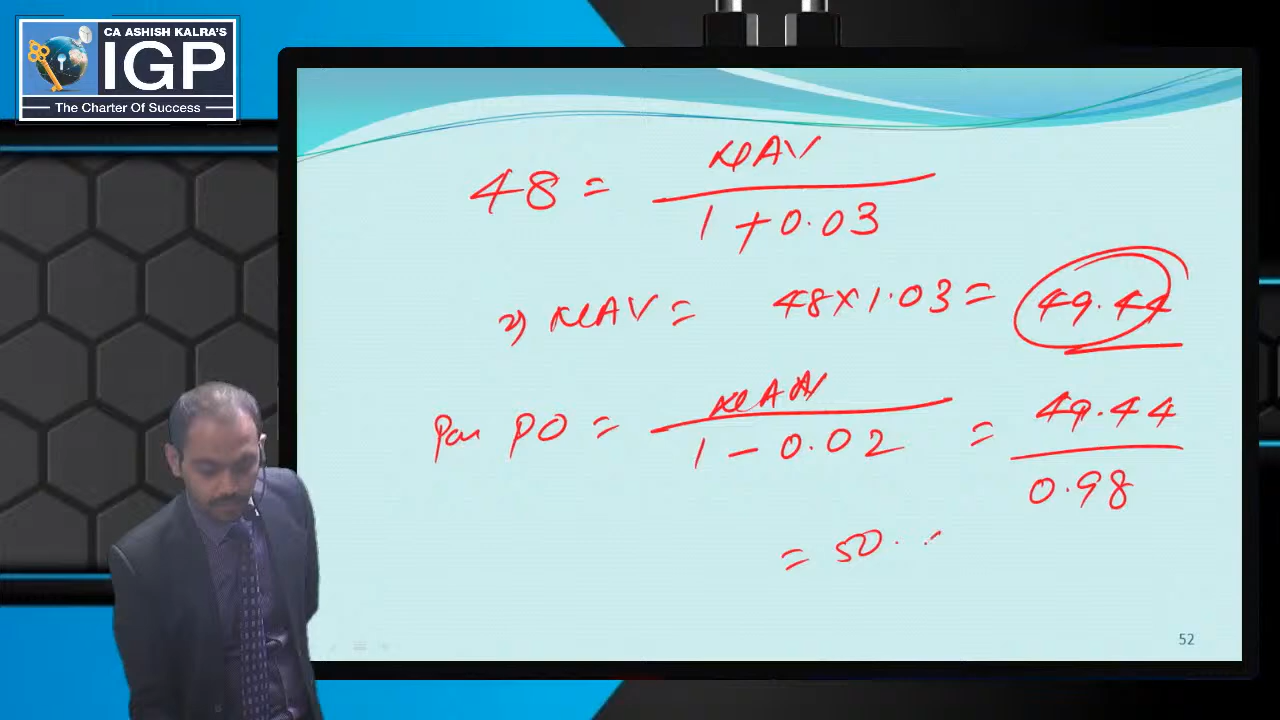 CA ASHISH KALRA'S
IGP
The Charter Of Success
48 = NAV / 1 + 0.03
NAV = 48 × 1.03 = 49.44
PO = NAV / 1 - 0.02 = 49.44 / 0.98
= 50.
52